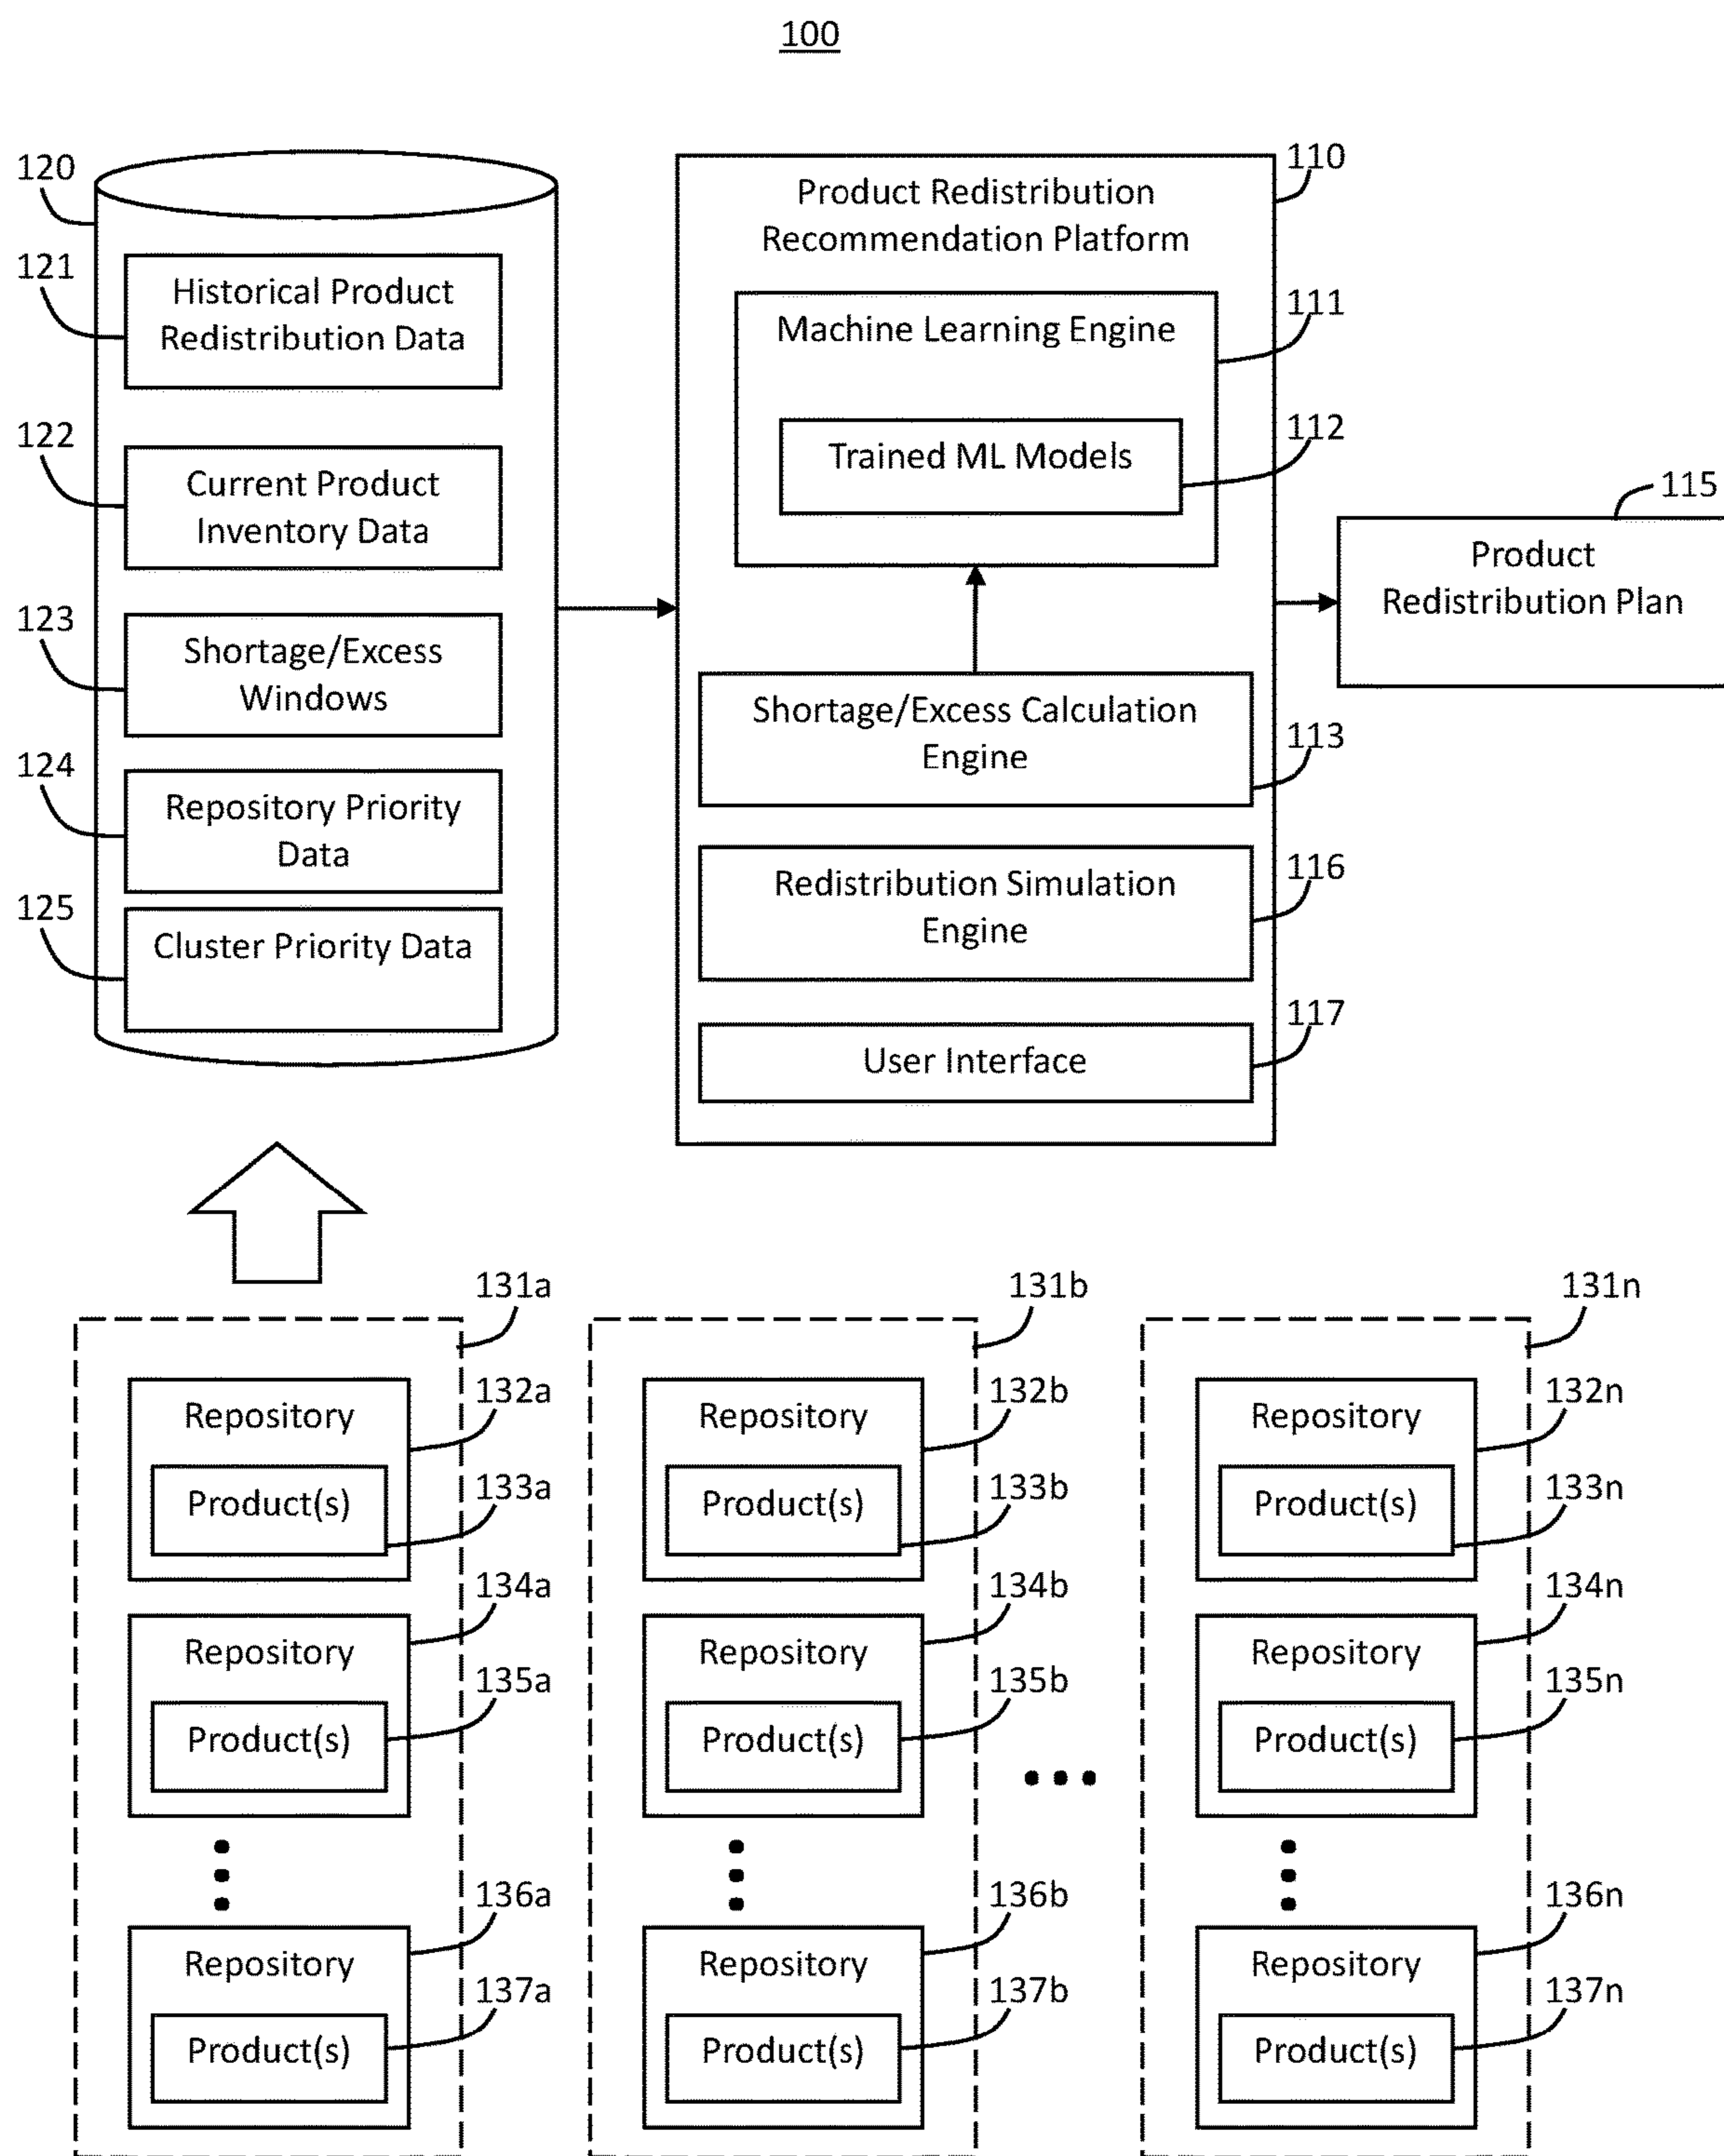 100
120
121
Historical Product
Redistribution Data
122
Current Product
Inventory Data
123
Shortage/Excess
Windows
124
Repository Priority
Data
125
Cluster Priority Data
110
Product Redistribution
Recommendation Platform
111
Machine Learning Engine
112
Trained ML Models
Shortage/Excess Calculation
Engine
113
Redistribution Simulation
Engine
116
117
User Interface
115
Product
Redistribution Plan
131a
Repository
132a
Product(s)
133a
134a
Repository
135a
Product(s)
136a
Repository
137a
Product(s)
131b
Repository
132b
Product(s)
133b
134b
Repository
135b
Product(s)
136b
Repository
137b
Product(s)
131n
Repository
132n
Product(s)
133n
134n
Repository
135n
Product(s)
136n
Repository
137n
Product(s)